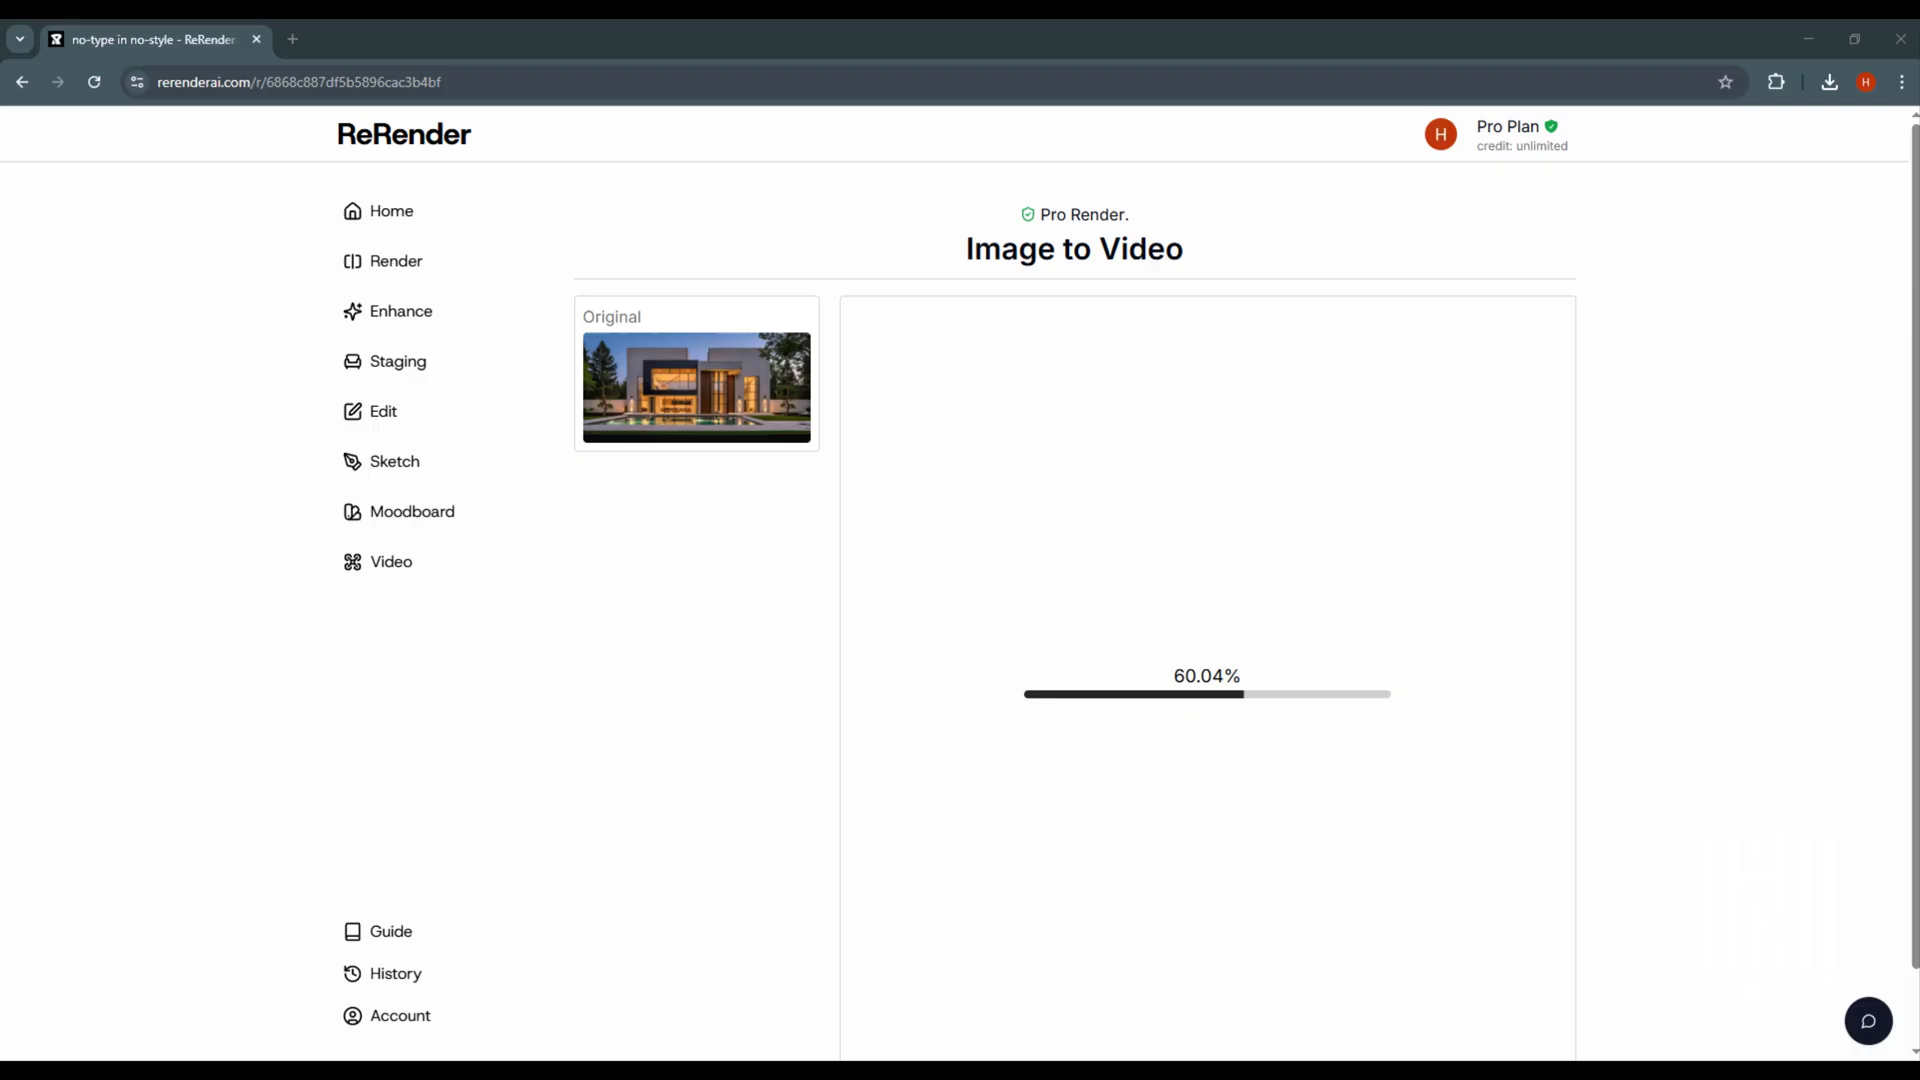 no-type in no-style - ReRender
rerenderai.com/r/6868c887df5b5896cac3b4bf
H
ReRender
H
Pro Plan
credit: unlimited
Home
Render
Enhance
Staging
Edit
Sketch
Moodboard
Video
Guide
History
Account
Pro Render.
Image to Video
Original
60.04%